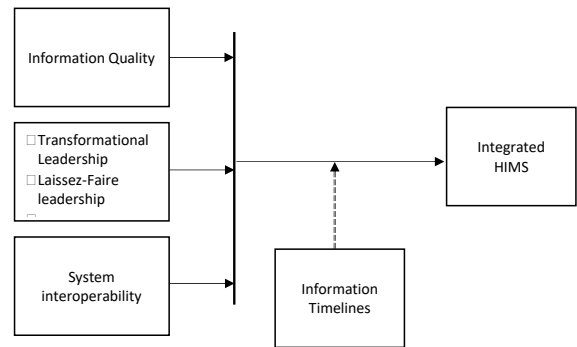 Information Quality
□Transformational
Leadership
□Laissez-Faire
leadership
□
System
interoperability
Information
Timelines
Integrated
HIMS